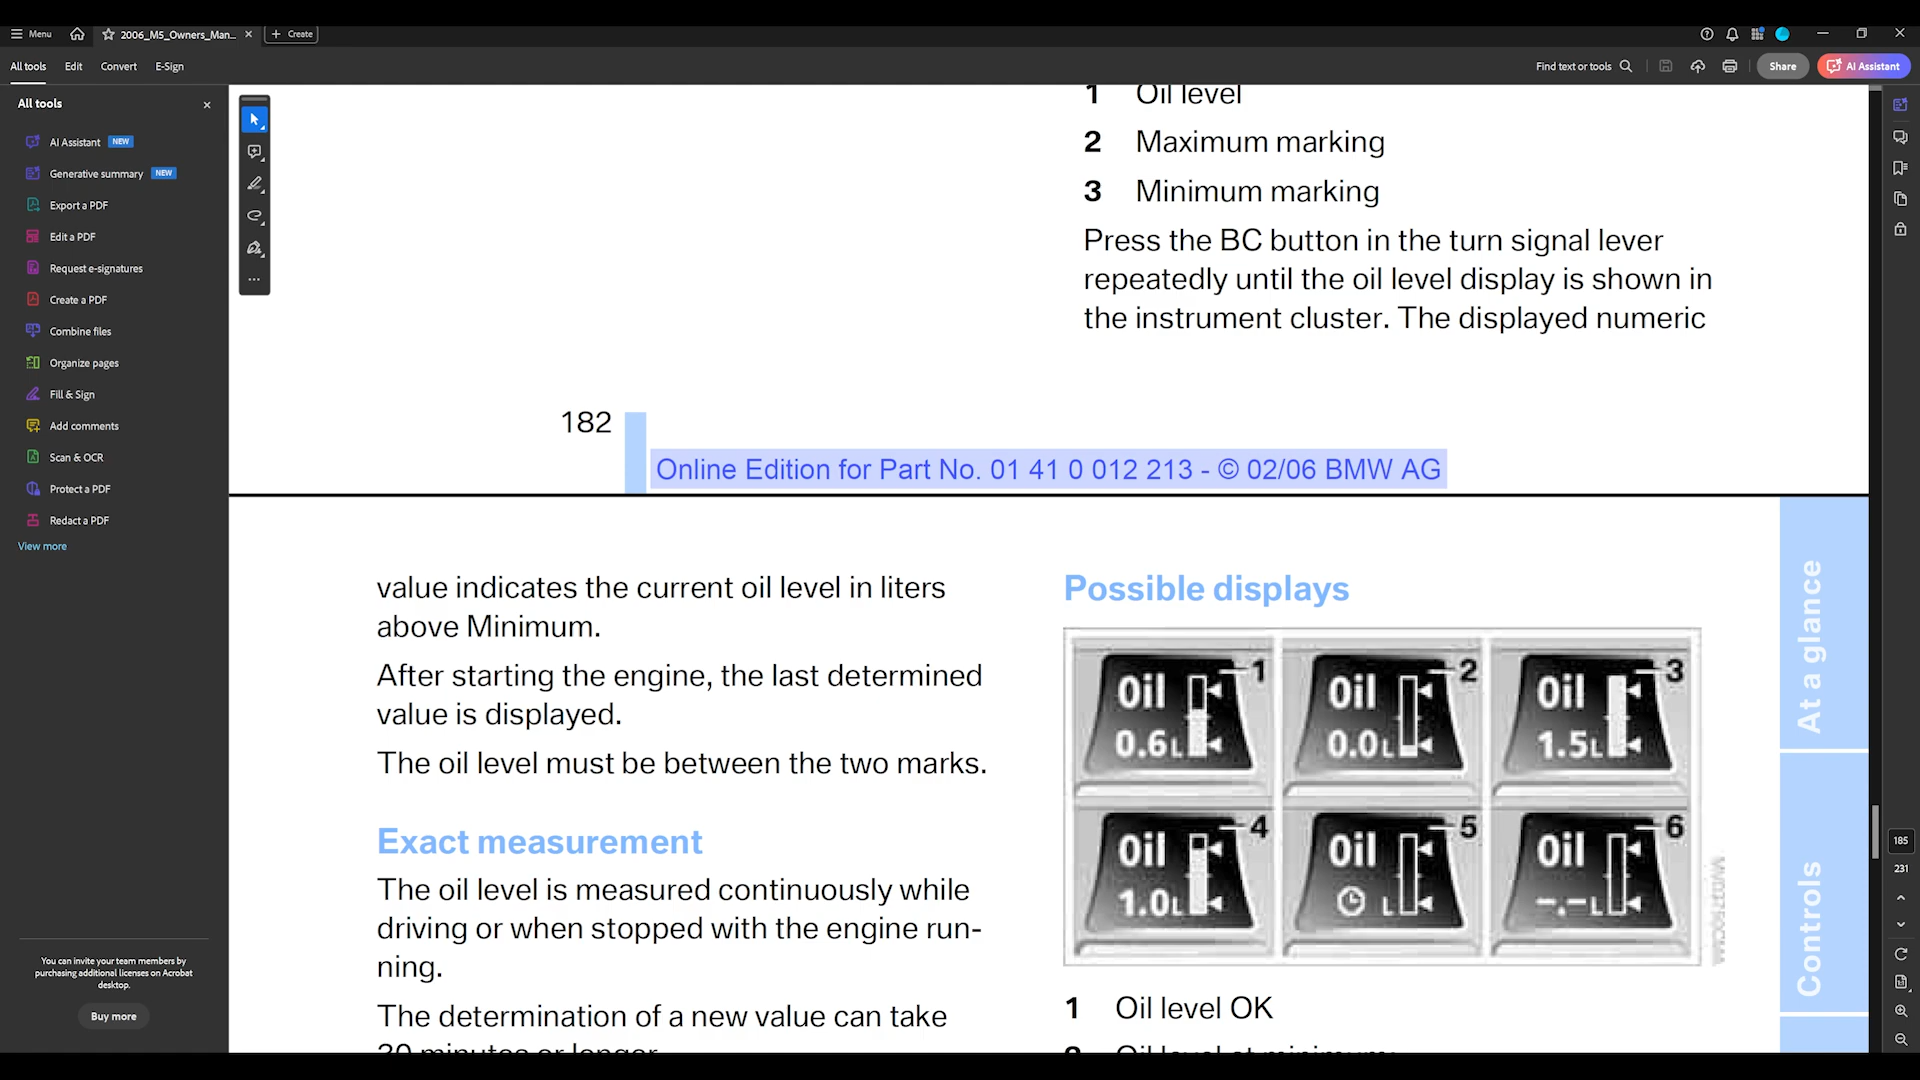 Menu
2006_M5_Owners_Man...
Create
All tools
Edit
Convert
E-Sign
Find text or tools
Share
AI Assistant
All tools
AI Assistant NEW
Generative summary NEW
Export a PDF
Edit a PDF
Request e-signatures
Create a PDF
Combine files
Organize pages
Fill & Sign
Add comments
Scan & OCR
Protect a PDF
Redact a PDF
View more
You can invite your team members by
purchasing additional licenses on Acrobat
desktop.
Buy more
1 Oil level
2 Maximum marking
3 Minimum marking
Press the BC button in the turn signal lever
repeatedly until the oil level display is shown in
the instrument cluster. The displayed numeric
182
Online Edition for Part No. 01 41 0 012 213 - © 02/06 BMW AG
value indicates the current oil level in liters
above Minimum.
After starting the engine, the last determined
value is displayed.
The oil level must be between the two marks.
Exact measurement
The oil level is measured continuously while
driving or when stopped with the engine run-
ning.
The determination of a new value can take
30 minutes or longer.
Possible displays
1
Oil
0.6L
2
Oil
0.0L
3
Oil
1.5L
4
Oil
1.0L
5
Oil
L
6
Oil
-.-L
1 Oil level OK
2 Oil level at minimum:
At a glance
Controls
185
231